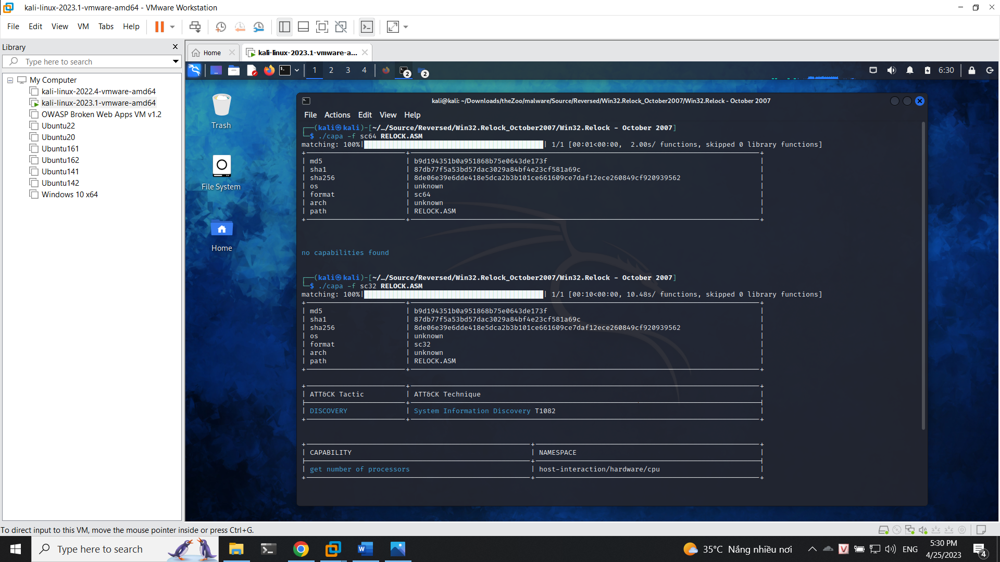 kali-linux-2023.1-vmware-amd64 - VMware Workstation
File Edit View VM Tabs Help
Library
Type here to search
My Computer
kali-linux-2022.4-vmware-amd64
kali-linux-2023.1-vmware-amd64
OWASP Broken Web Apps VM v1.2
Ubuntu22
Ubuntu20
Ubuntu161
Ubuntu162
Ubuntu141
Ubuntu142
Windows 10 x64
Home
kali-linux-2023.1-vmware-a...
1 2 3 4
2
2
6:30
Trash
File System
Home
kali@kali: ~/Downloads/theZoo/malware/Source/Reversed/Win32.Relock_October2007/Win32.Relock - October 2007
File Actions Edit View Help
(kali㉿kali)-[~/…/Source/Reversed/Win32.Relock_October2007/Win32.Relock - October 2007]
$ ./capa -f sc64 RELOCK.ASM
matching: 100%| | 1/1 [00:01<00:00, 2.00s/ functions, skipped 0 library functions]
md5 | b9d194351b0a951868b75e0643de173f
sha1 | 87db77f5a53bd57dac3029a84bf4e23cf581a69c
sha256 | 8de06e39e6dde418e5dca2b3b101ce661609ce7daf12ece260849cf920939562
os | unknown
format | sc64
arch | unknown
path | RELOCK.ASM
no capabilities found
(kali㉿kali)-[~/…/Source/Reversed/Win32.Relock_October2007/Win32.Relock - October 2007]
$ ./capa -f sc32 RELOCK.ASM
matching: 100%| | 1/1 [00:10<00:00, 10.48s/ functions, skipped 0 library functions]
md5 | b9d194351b0a951868b75e0643de173f
sha1 | 87db77f5a53bd57dac3029a84bf4e23cf581a69c
sha256 | 8de06e39e6dde418e5dca2b3b101ce661609ce7daf12ece260849cf920939562
os | unknown
format | sc32
arch | unknown
path | RELOCK.ASM
ATT&CK Tactic | ATT&CK Technique
DISCOVERY | System Information Discovery T1082
CAPABILITY | NAMESPACE
get number of processors | host-interaction/hardware/cpu
To direct input to this VM, move the mouse pointer inside or press Ctrl+G.
Type here to search
35°C Nắng nhiều nơi
ENG
5:30 PM
4/25/2023
4